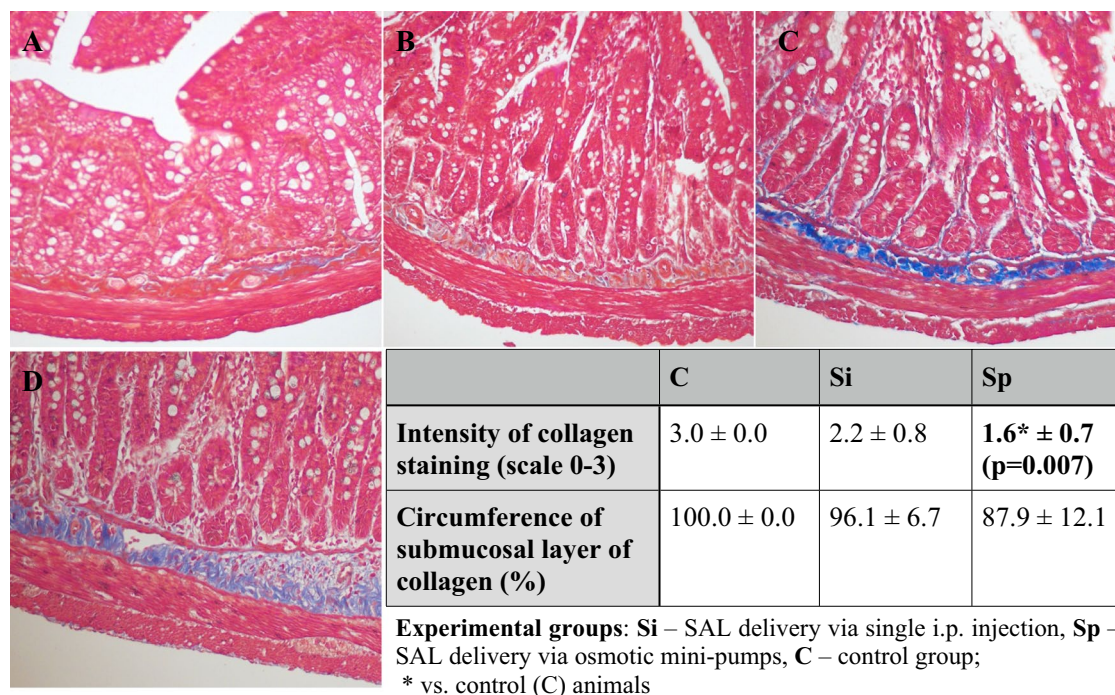 A
B
C
D
C Si Sp
Intensity of collagen
staining (scale 0-3)
3.0 ± 0.0 2.2 ± 0.8 1.6* ± 0.7
(p=0.007)
Circumference of
submucosal layer of
collagen (%)
100.0 ± 0.0 96.1 ± 6.7 87.9 ± 12.1
Experimental groups: Si – SAL delivery via single i.p. injection, Sp –
SAL delivery via osmotic mini-pumps, C – control group;
* vs. control (C) animals